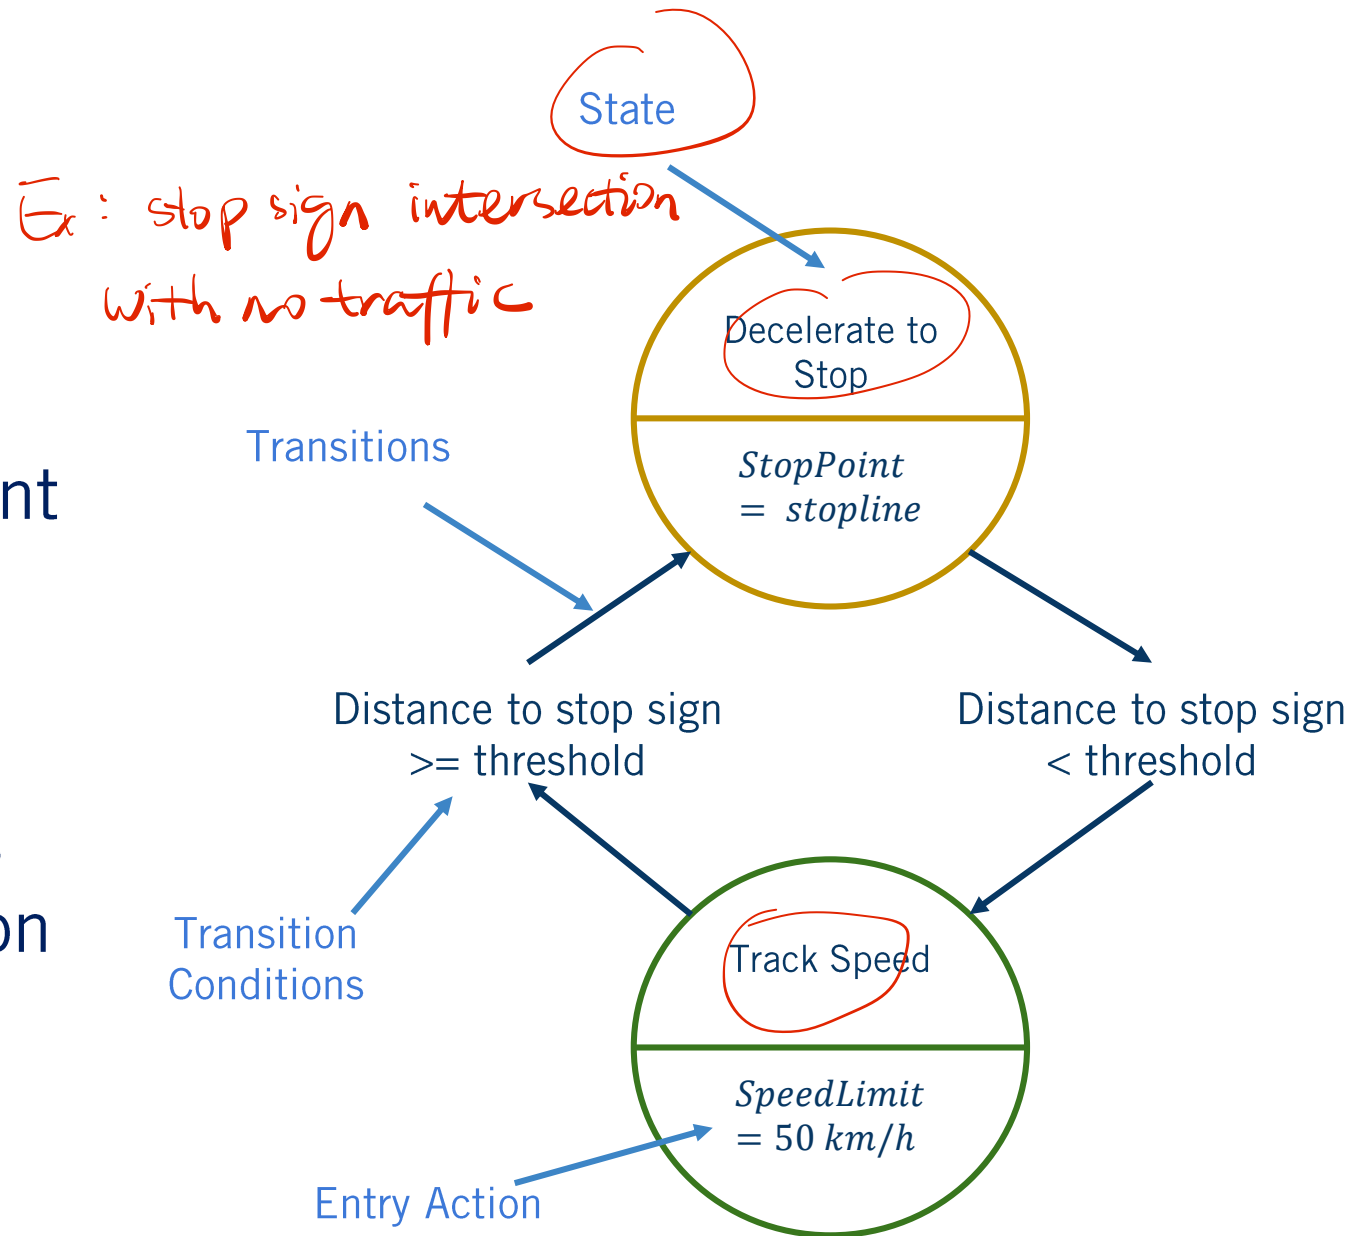 State
Ex: stop sign intersection
with no traffic
Decelerate to
Stop
Transitions
StopPoint
= stopline
nt
Distance to stop sign
>= threshold
Distance to stop sign
< threshold
on
Transition
Conditions
Track Speed
SpeedLimit
= 50 km/h
Entry Action